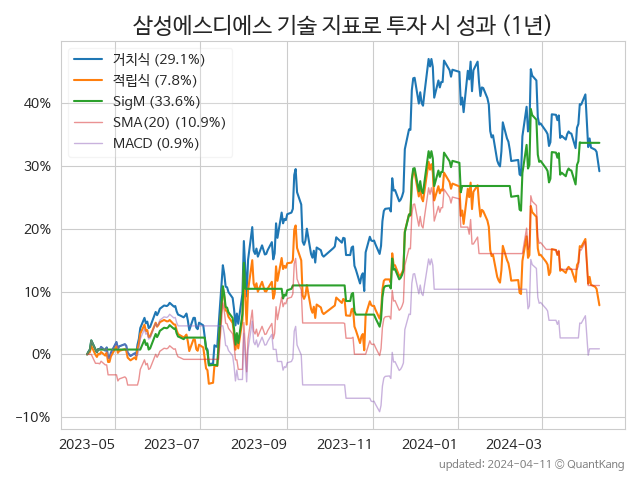 삼성에스디에스 기술 지표로 투자 시 성과 (1년)
거치식 (29.1%)
적립식 (7.8%)
SigM (33.6%)
SMA(20) (10.9%)
MACD (0.9%)
40%
30%
20%
10%
0%
−10%
2023-05 2023-07 2023-09 2023-11 2024-01 2024-03
updated: 2024-04-11 © QuantKang